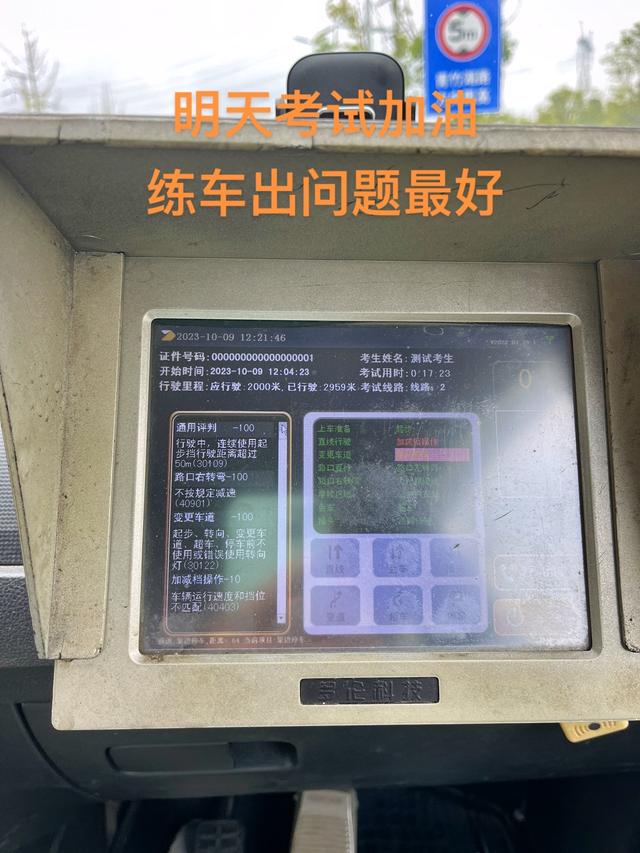 5m
明天考试加油
练车出问题最好
2023-10-09 12:21:46
证件号码:000000000000000001 考生姓名:测试考生
开始时间:2023-10-09 12:04:23 考试用时:0:17:23
行驶里程:应行驶:2000米,已行驶2959米 考试线路:线路:2
通用评判 -100
行驶中，连续使用起
步挡行驶距离超过
50m(30109)
路口右转弯-100
不按规定减速
(40901)
变更车道 -100
起步、转向、变更车
道、超车、停车前不
使用或错误使用转向
灯(30122)
加减档操作-10
车辆运行速度和挡位
不匹配(40403)
上车准备 起步
直线行驶 加减档操作
变更车道
直线
变道
多伦科技